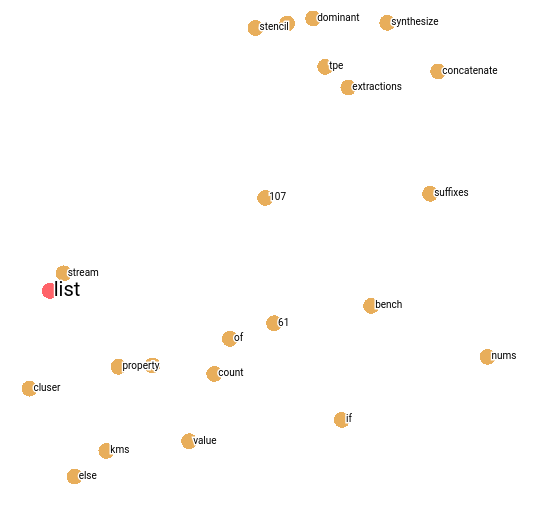 dominant
synthesize
stencil
tpe
concatenate
extractions
suffixes
107
stream
list
bench
61
of
nums
property
count
cluser
if
value
kms
else